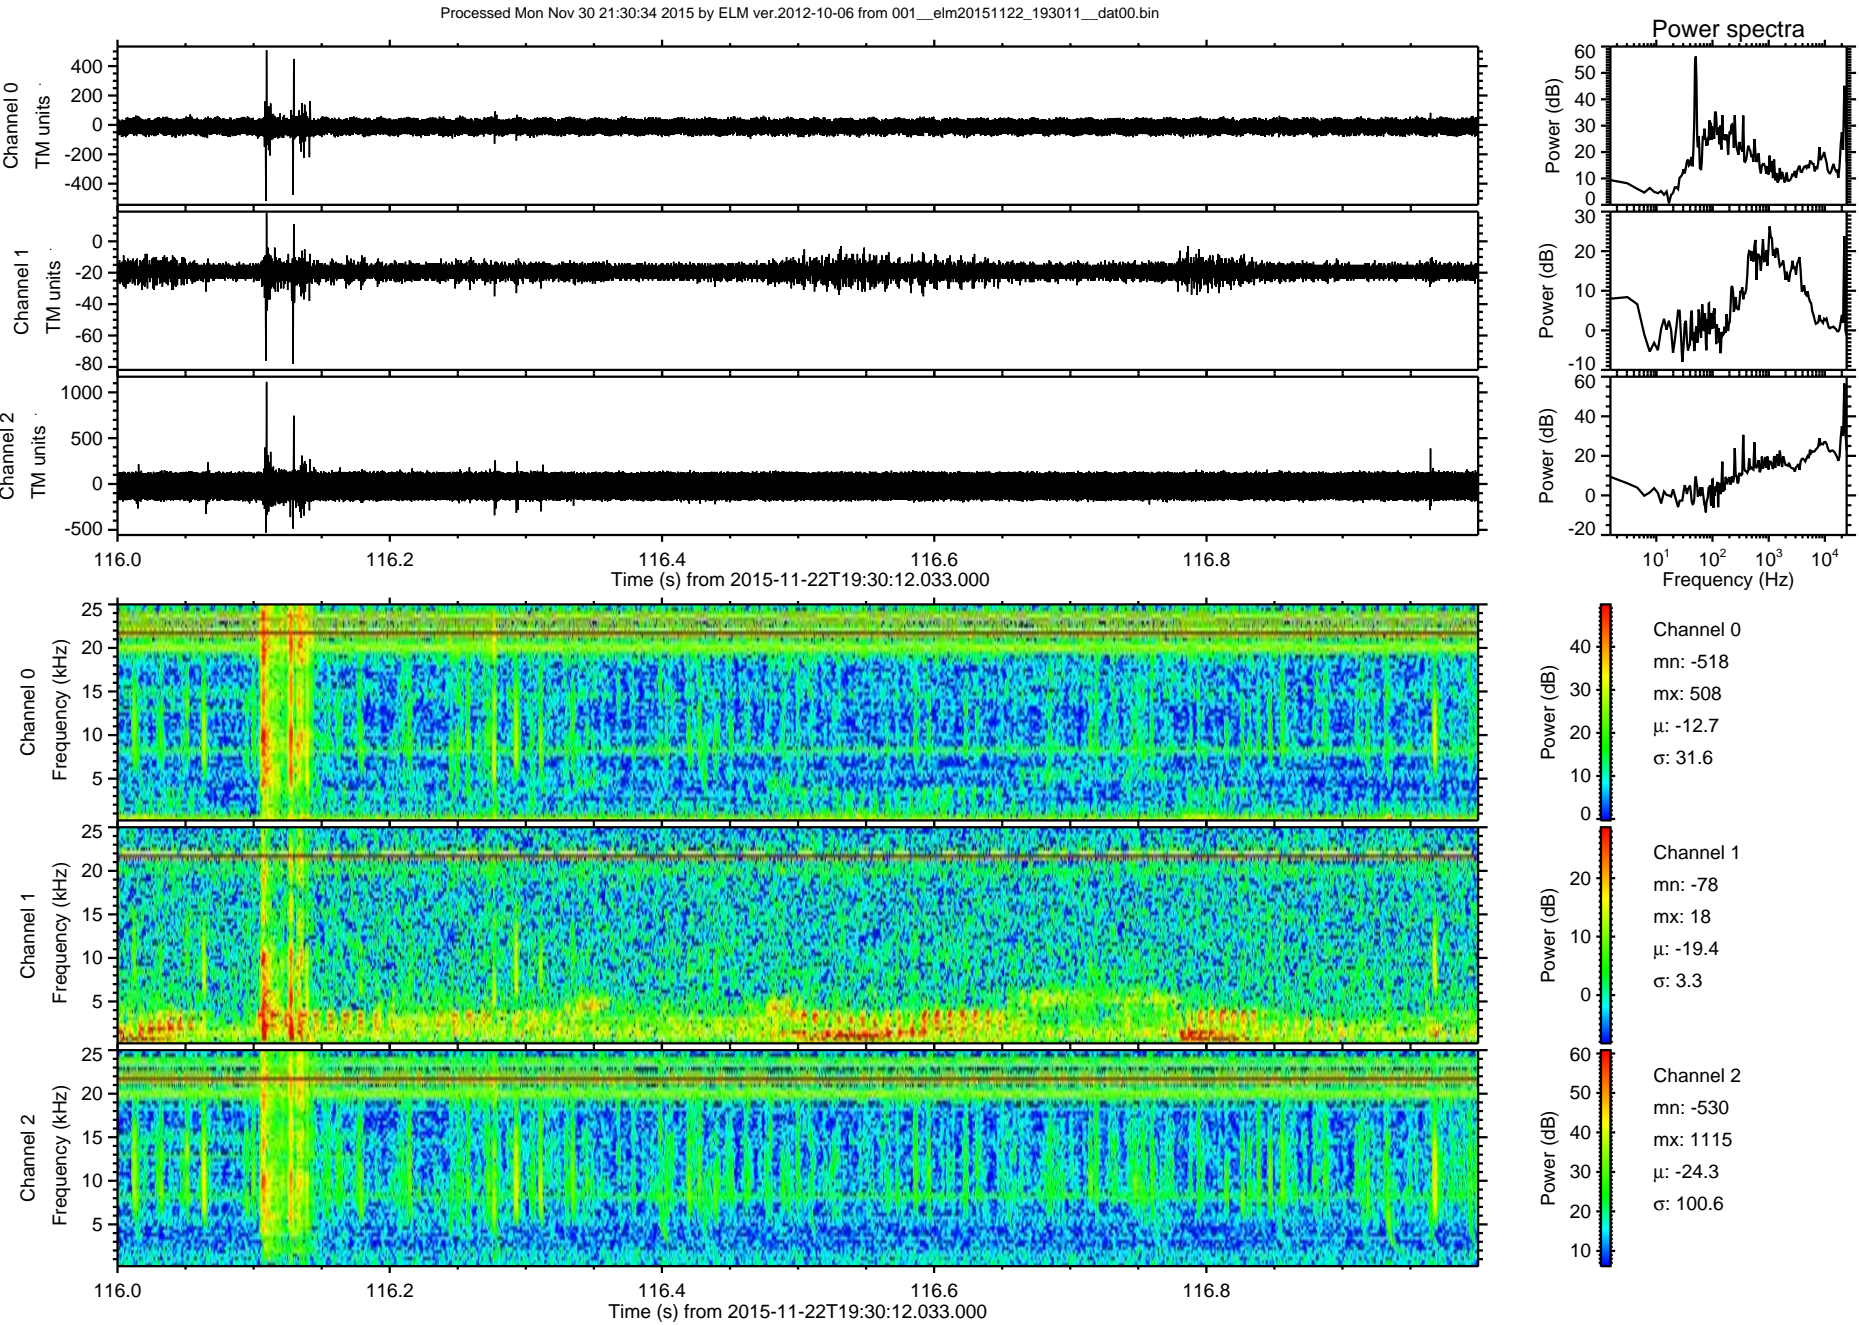 Processed Mon Nov 30 21:30:34 2015 by ELM ver.2012-10-06 from 001__elm20151122_193011__dat00.bin
Power spectra
Channel 0
TM units
400
200
0
-200
-400
Power (dB)
60
50
40
30
20
10
0
Channel 1
TM units
0
-20
-40
-60
-80
Power (dB)
30
20
10
0
-10
Channel 2
TM units
1000
500
0
-500
Power (dB)
60
40
20
0
-20
116.0 116.2 116.4 116.6 116.8
Time (s) from 2015-11-22T19:30:12.033.000
10¹ 10² 10³ 10⁴
Frequency (Hz)
Channel 0
Frequency (kHz)
25
20
15
10
5
Power (dB)
40
30
20
10
0
Channel 0
mn: -518
mx: 508
μ: -12.7
σ: 31.6
Channel 1
Frequency (kHz)
25
20
15
10
5
Power (dB)
20
10
0
Channel 1
mn: -78
mx: 18
μ: -19.4
σ: 3.3
Channel 2
Frequency (kHz)
25
20
15
10
5
Power (dB)
60
50
40
30
20
10
Channel 2
mn: -530
mx: 1115
μ: -24.3
σ: 100.6
116.0 116.2 116.4 116.6 116.8
Time (s) from 2015-11-22T19:30:12.033.000